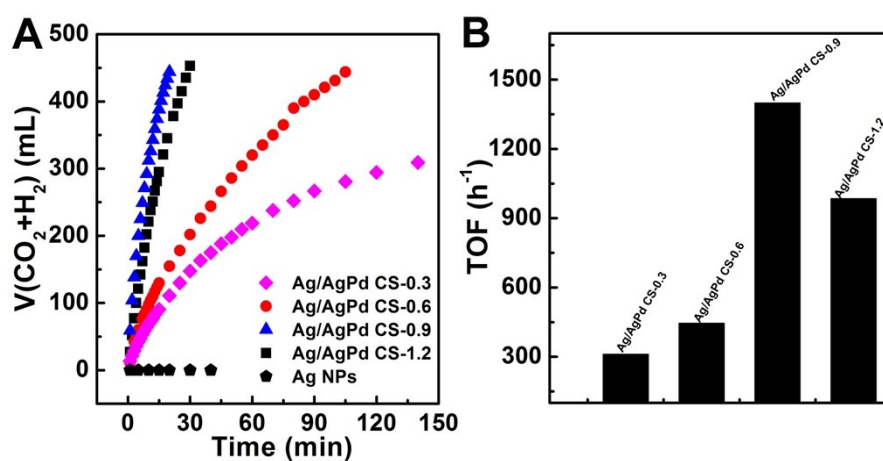 A
V(CO2+H2) (mL)
500
400
300
200
100
0
Ag/AgPd CS-0.3
Ag/AgPd CS-0.6
Ag/AgPd CS-0.9
Ag/AgPd CS-1.2
Ag NPs
0 30 60 90 120 150
Time (min)
B
TOF (h-1)
1500
1200
900
600
300
Ag/AgPd CS-0.3
Ag/AgPd CS-0.6
Ag/AgPd CS-0.9
Ag/AgPd CS-1.2